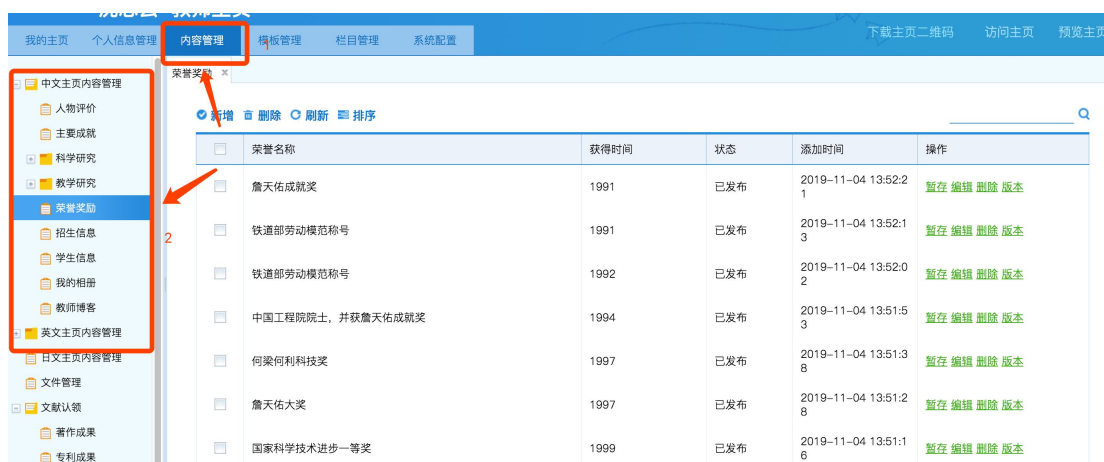 我的主页 个人信息管理 内容管理 模板管理 栏目管理 系统配置 下载主页二维码 访问主页 预览主页
1
荣誉奖励 ×
中文主页内容管理
人物评价
主要成就
科学研究
教学研究
荣誉奖励
招生信息
学生信息
我的相册
教师博客
英文主页内容管理
日文主页内容管理
文件管理
文献认领
著作成果
专利成果
2
新增 删除 刷新 排序
荣誉名称 获得时间 状态 添加时间 操作
詹天佑成就奖 1991 已发布 2019-11-04 13:52:2
1 暂存 编辑 删除 版本
铁道部劳动模范称号 1991 已发布 2019-11-04 13:52:1
3 暂存 编辑 删除 版本
铁道部劳动模范称号 1992 已发布 2019-11-04 13:52:0
2 暂存 编辑 删除 版本
中国工程院院士，并获詹天佑成就奖 1994 已发布 2019-11-04 13:51:5
3 暂存 编辑 删除 版本
何梁何利科技奖 1997 已发布 2019-11-04 13:51:3
8 暂存 编辑 删除 版本
詹天佑大奖 1997 已发布 2019-11-04 13:51:2
8 暂存 编辑 删除 版本
国家科学技术进步一等奖 1999 已发布 2019-11-04 13:51:1
6 暂存 编辑 删除 版本